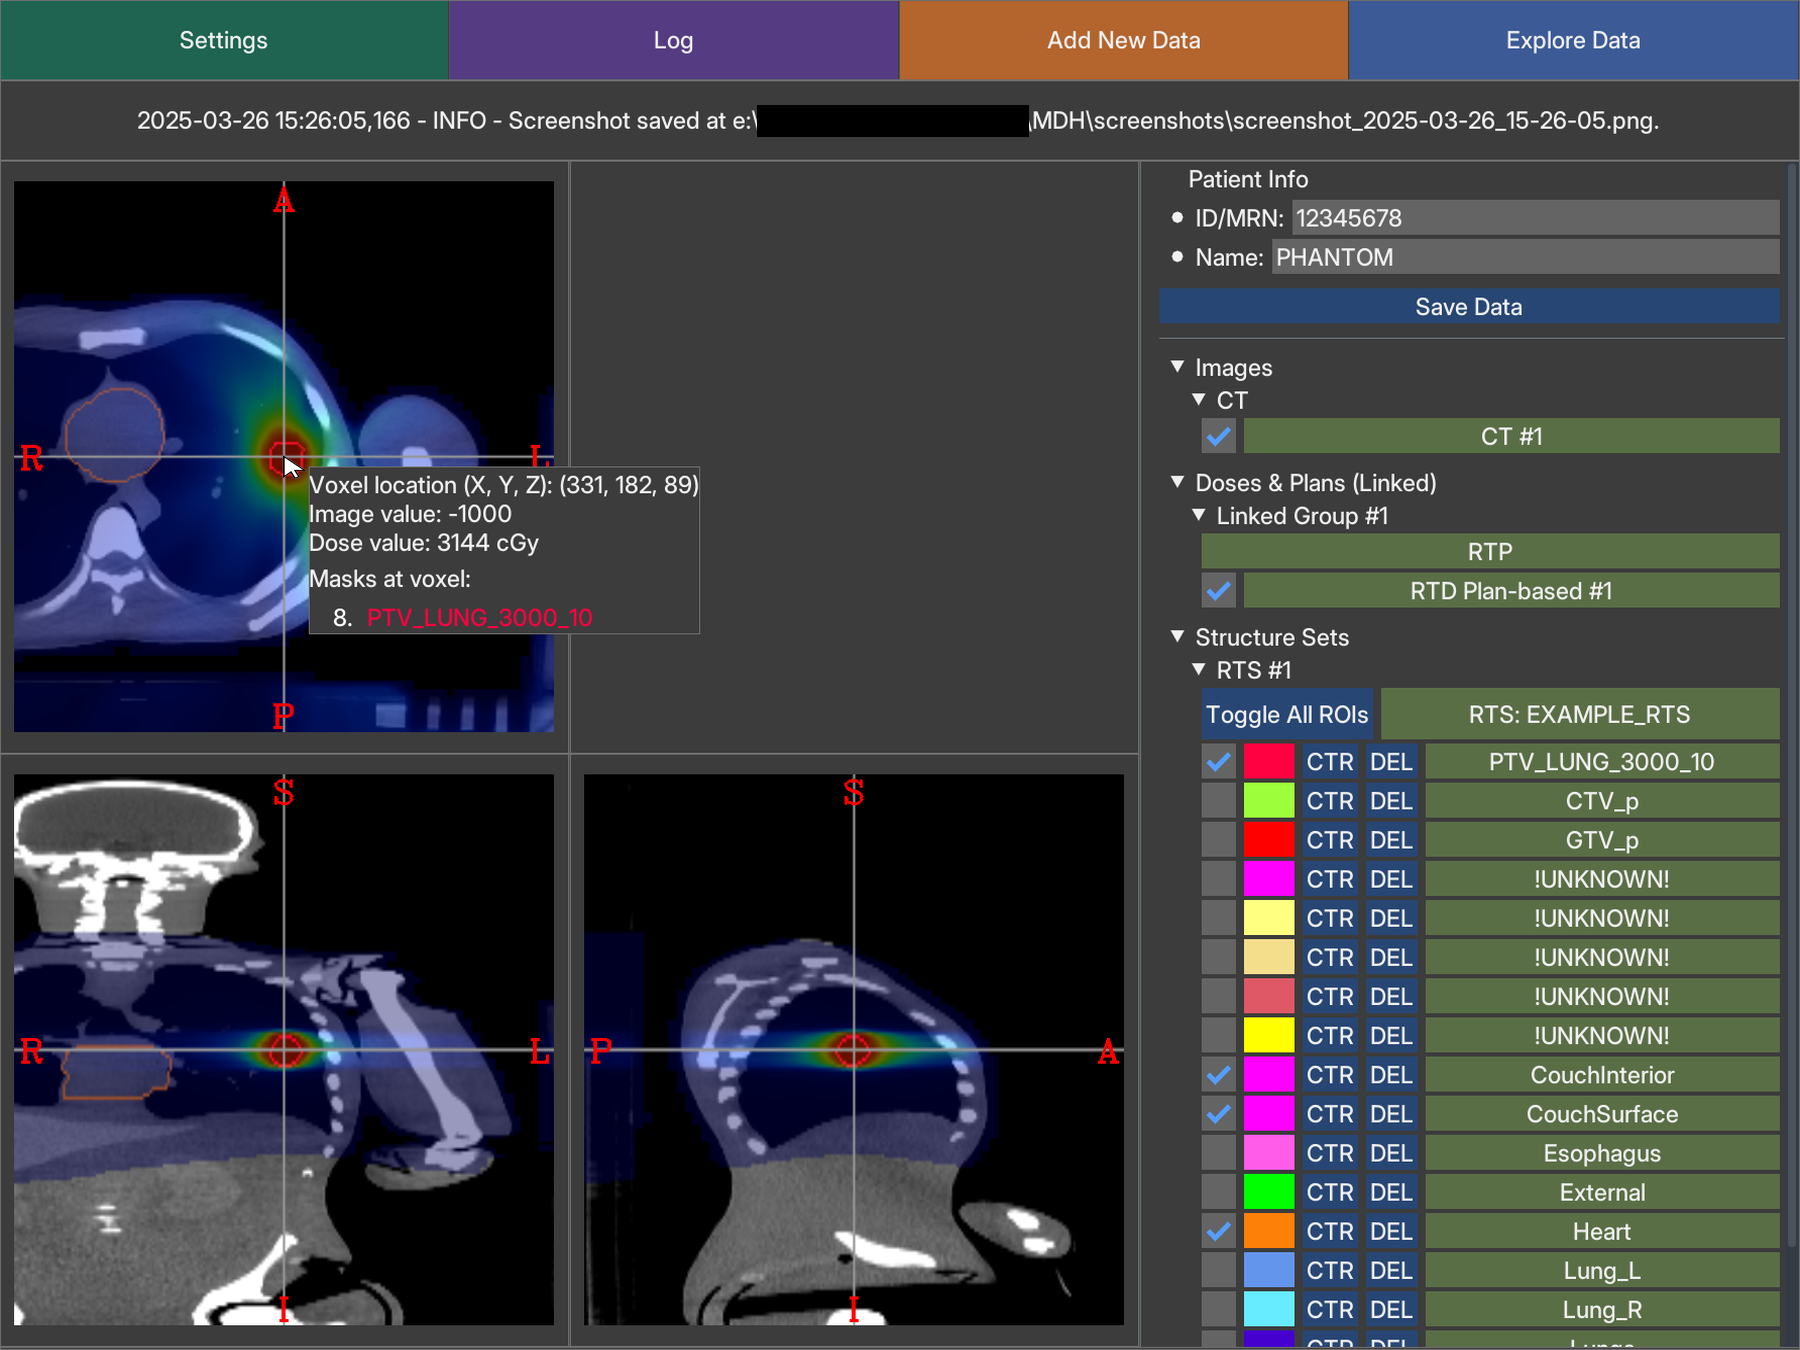 Settings
Log
Add New Data
Explore Data
2025-03-26 15:26:05,166 - INFO - Screenshot saved at e:\
\MDH\screenshots\screenshot_2025-03-26_15-26-05.png.
A
R
L
P
Voxel location (X, Y, Z): (331, 182, 89)
Image value: -1000
Dose value: 3144 cGy
Masks at voxel:
8. PTV_LUNG_3000_10
S
R
L
I
S
P
A
I
Patient Info
ID/MRN: 12345678
Name: PHANTOM
Save Data
Images
CT
CT #1
Doses & Plans (Linked)
Linked Group #1
RTP
RTD Plan-based #1
Structure Sets
RTS #1
Toggle All ROIs RTS: EXAMPLE_RTS
CTR DEL PTV_LUNG_3000_10
CTR DEL CTV_p
CTR DEL GTV_p
CTR DEL !UNKNOWN!
CTR DEL !UNKNOWN!
CTR DEL !UNKNOWN!
CTR DEL !UNKNOWN!
CTR DEL !UNKNOWN!
CTR DEL CouchInterior
CTR DEL CouchSurface
CTR DEL Esophagus
CTR DEL External
CTR DEL Heart
CTR DEL Lung_L
CTR DEL Lung_R
CTR DEL